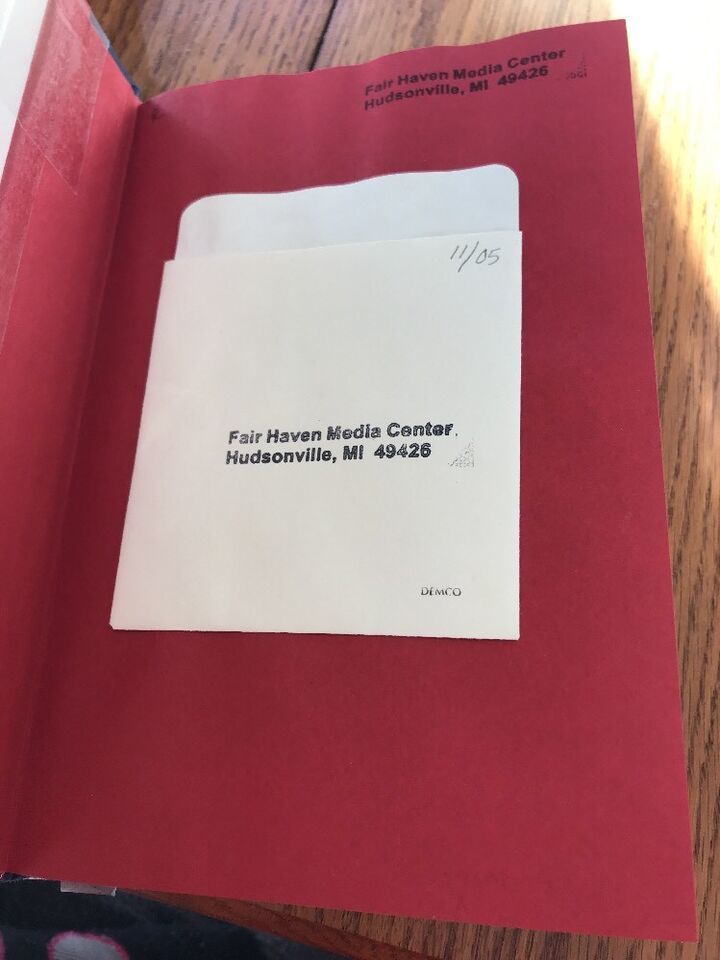 Fair Haven Media Center
Hudsonville, MI 49426
11/05
Fair Haven Media Center
Hudsonville, MI 49426
DEMCO